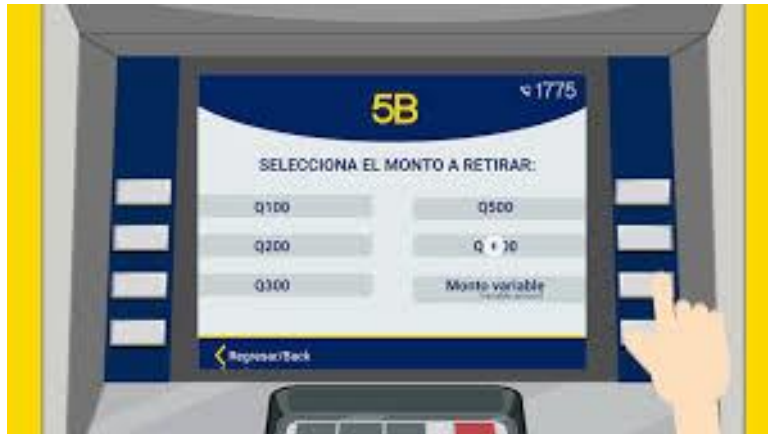 5B
1775
SELECCIONA EL MONTO A RETIRAR:
Q100
Q500
Q200
Q300
Monto variable
Regresar/Back